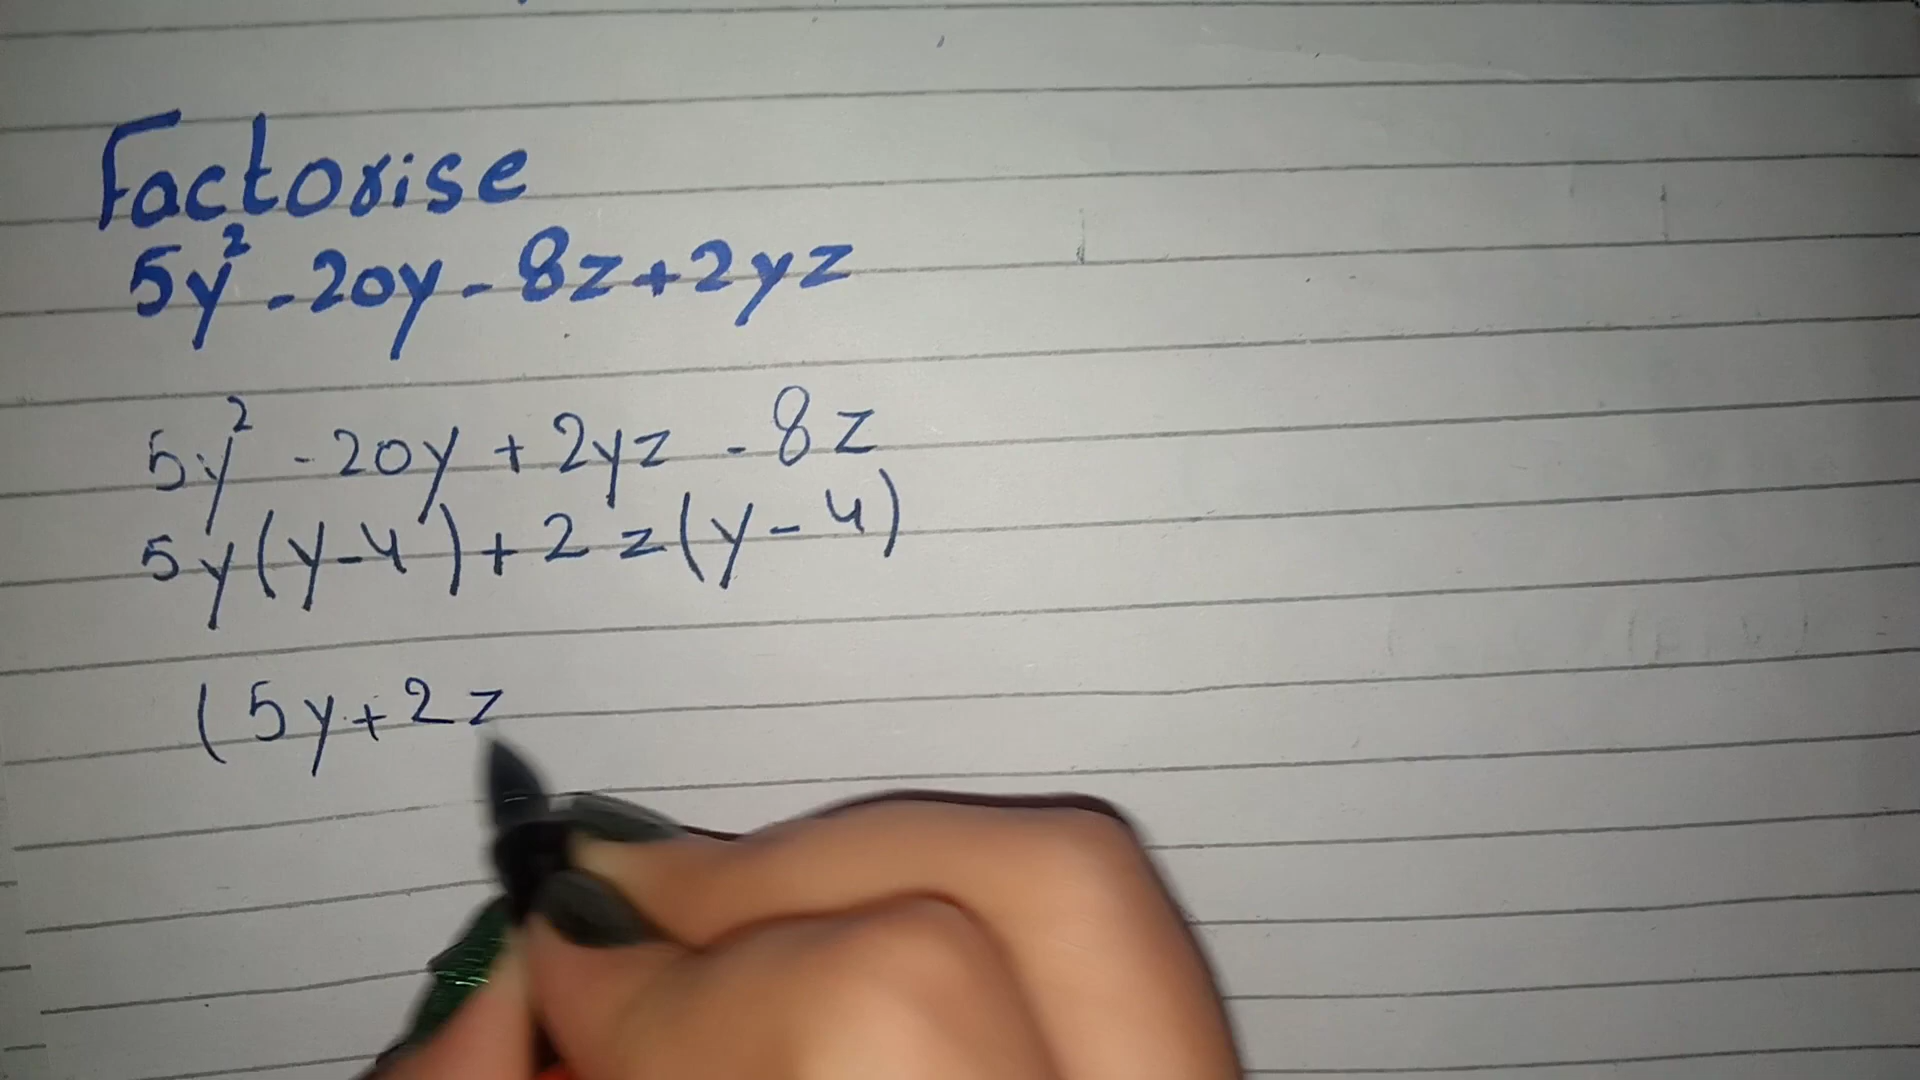 Factorise
5y² - 20y - 8z + 2yz
5y² - 20y + 2yz - 8z
5y(y-4) + 2z(y-4)
(5y+2z